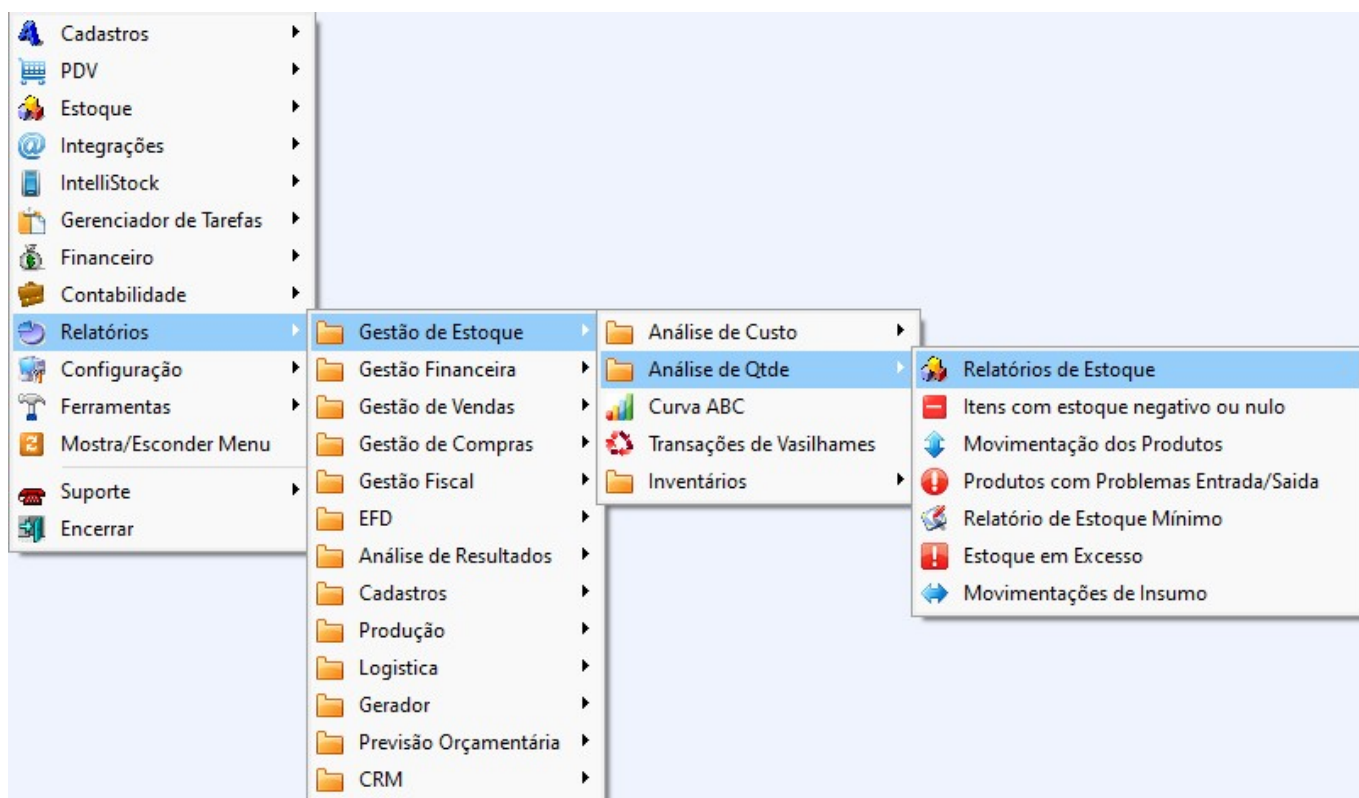 Cadastros
PDV
Estoque
Integrações
IntelliStock
Gerenciador de Tarefas
Financeiro
Contabilidade
Relatórios
Configuração
Ferramentas
Mostra/Esconder Menu
Suporte
Encerrar
Gestão de Estoque
Gestão Financeira
Gestão de Vendas
Gestão de Compras
Gestão Fiscal
EFD
Análise de Resultados
Cadastros
Produção
Logistica
Gerador
Previsão Orçamentária
CRM
Análise de Custo
Análise de Qtde
Curva ABC
Transações de Vasilhames
Inventários
Relatórios de Estoque
Itens com estoque negativo ou nulo
Movimentação dos Produtos
Produtos com Problemas Entrada/Saida
Relatório de Estoque Mínimo
Estoque em Excesso
Movimentações de Insumo